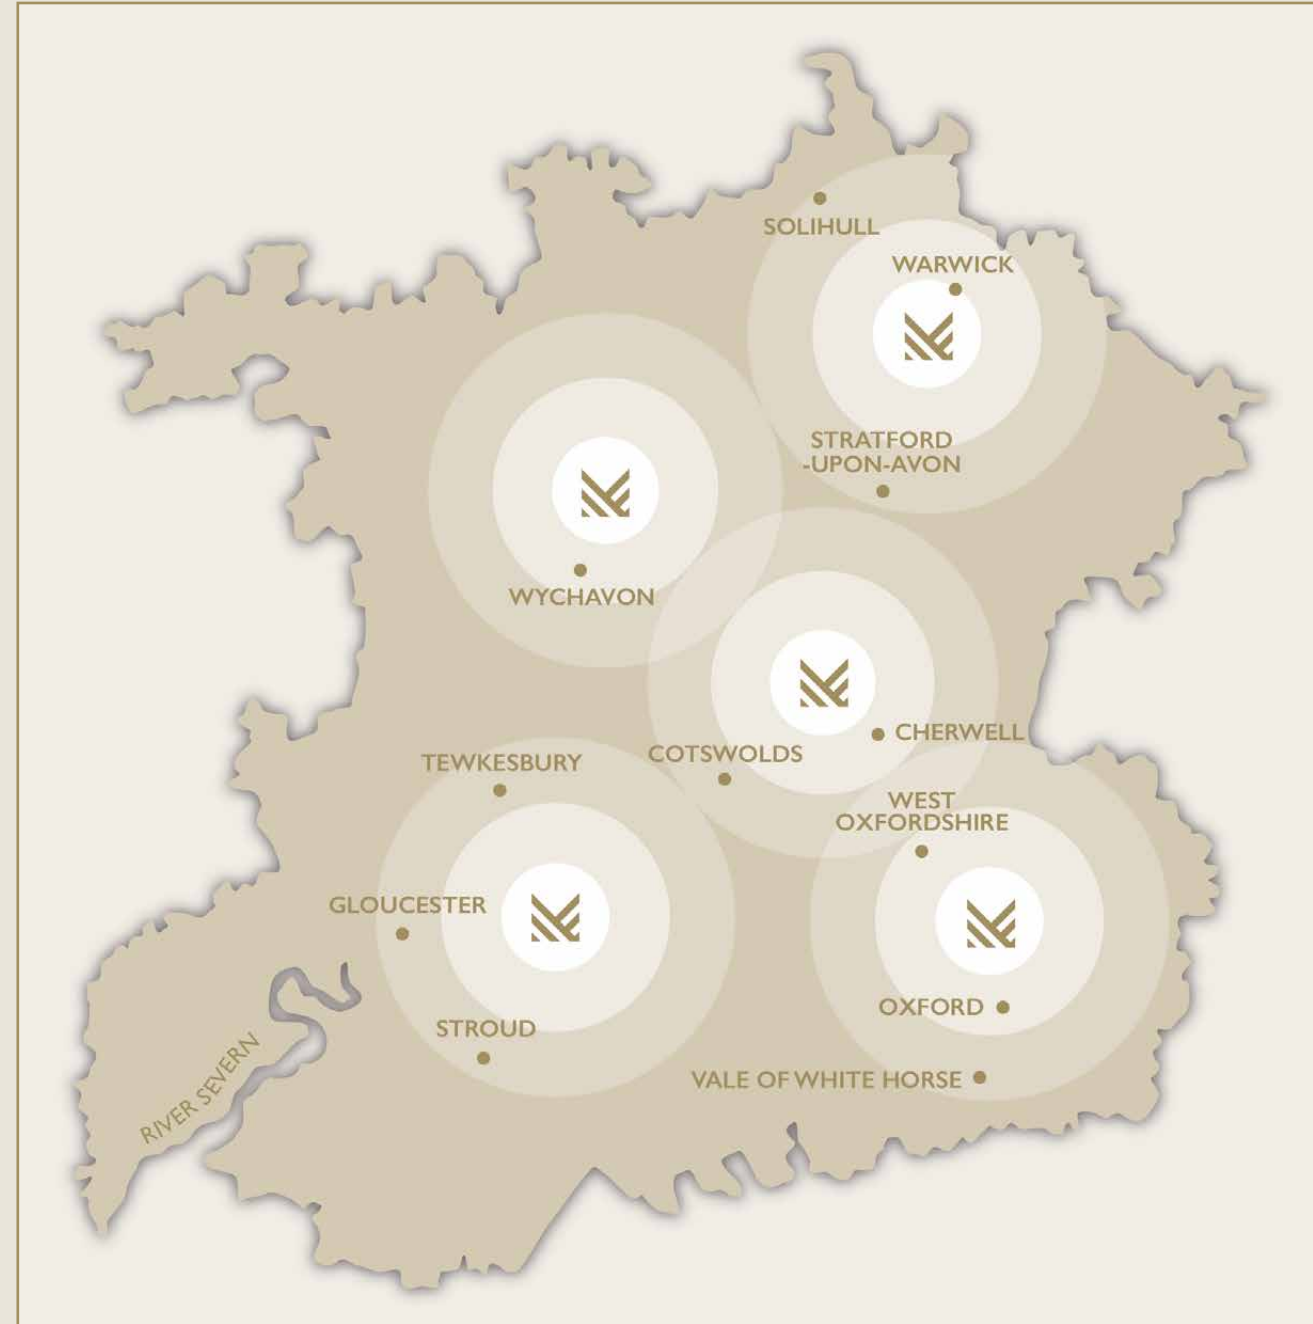 SOLIHULL
WARWICK
STRATFORD
-UPON-AVON
WYCHAVON
CHERWELL
COTSWOLDS
TEWKESBURY
WEST
OXFORDSHIRE
GLOUCESTER
OXFORD
STROUD
VALE OF WHITE HORSE
RIVER SEVERN